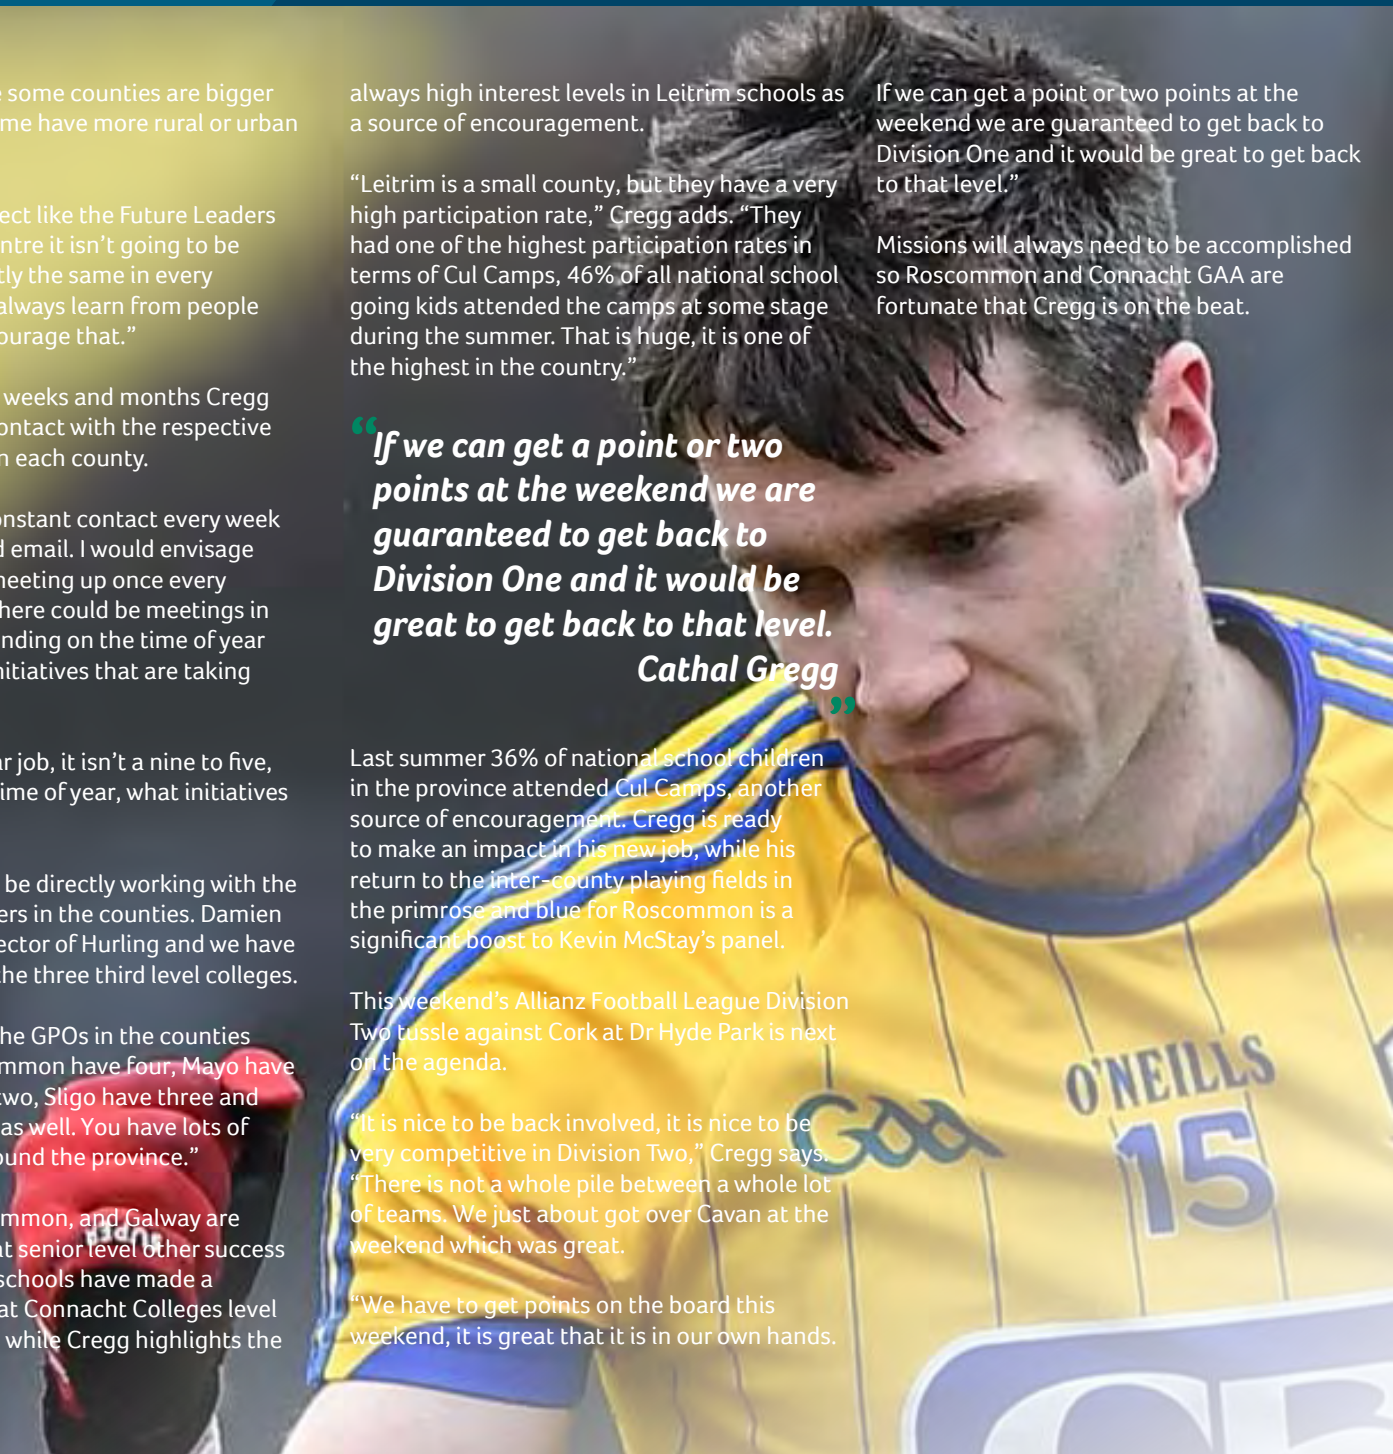 some counties are bigger
me have more rural or urban
ect like the Future Leaders
ntre it isn't going to be
tly the same in every
always learn from people
ourage that."
weeks and months Cregg
ontact with the respective
n each county.
onstant contact every week
d email. I would envisage
meeting up once every
here could be meetings in
nding on the time of year
nitiatives that are taking
ar job, it isn't a nine to five,
ime of year, what initiatives
be directly working with the
ers in the counties. Damien
ector of Hurling and we have
the three third level colleges.
he GPOs in the counties
mmon have four, Mayo have
two, Sligo have three and
as well. You have lots of
ound the province."
mmon, and Galway are
at senior level other success
schools have made a
at Connacht Colleges level
while Cregg highlights the
always high interest levels in Leitrim schools as
a source of encouragement.
"Leitrim is a small county, but they have a very
high participation rate," Cregg adds. "They
had one of the highest participation rates in
terms of Cul Camps, 46% of all national school
going kids attended the camps at some stage
during the summer. That is huge, it is one of
the highest in the country."
"If we can get a point or two
points at the weekend we are
guaranteed to get back to
Division One and it would be
great to get back to that level.
Cathal Gregg
"
Last summer 36% of national school children
in the province attended Cul Camps, another
source of encouragement. Cregg is ready
to make an impact in his new job, while his
return to the inter-county playing fields in
the primrose and blue for Roscommon is a
significant boost to Kevin McStay's panel.
This weekend's Allianz Football League Division
Two tussle against Cork at Dr Hyde Park is next
on the agenda.
"It is nice to be back involved, it is nice to be
very competitive in Division Two," Cregg says.
"There is not a whole pile between a whole lot
of teams. We just about got over Cavan at the
weekend which was great.
"We have to get points on the board this
weekend, it is great that it is in our own hands.
If we can get a point or two points at the
weekend we are guaranteed to get back to
Division One and it would be great to get back
to that level."
Missions will always need to be accomplished
so Roscommon and Connacht GAA are
fortunate that Cregg is on the beat.
O'NEILLS
GAA
15
SUPER